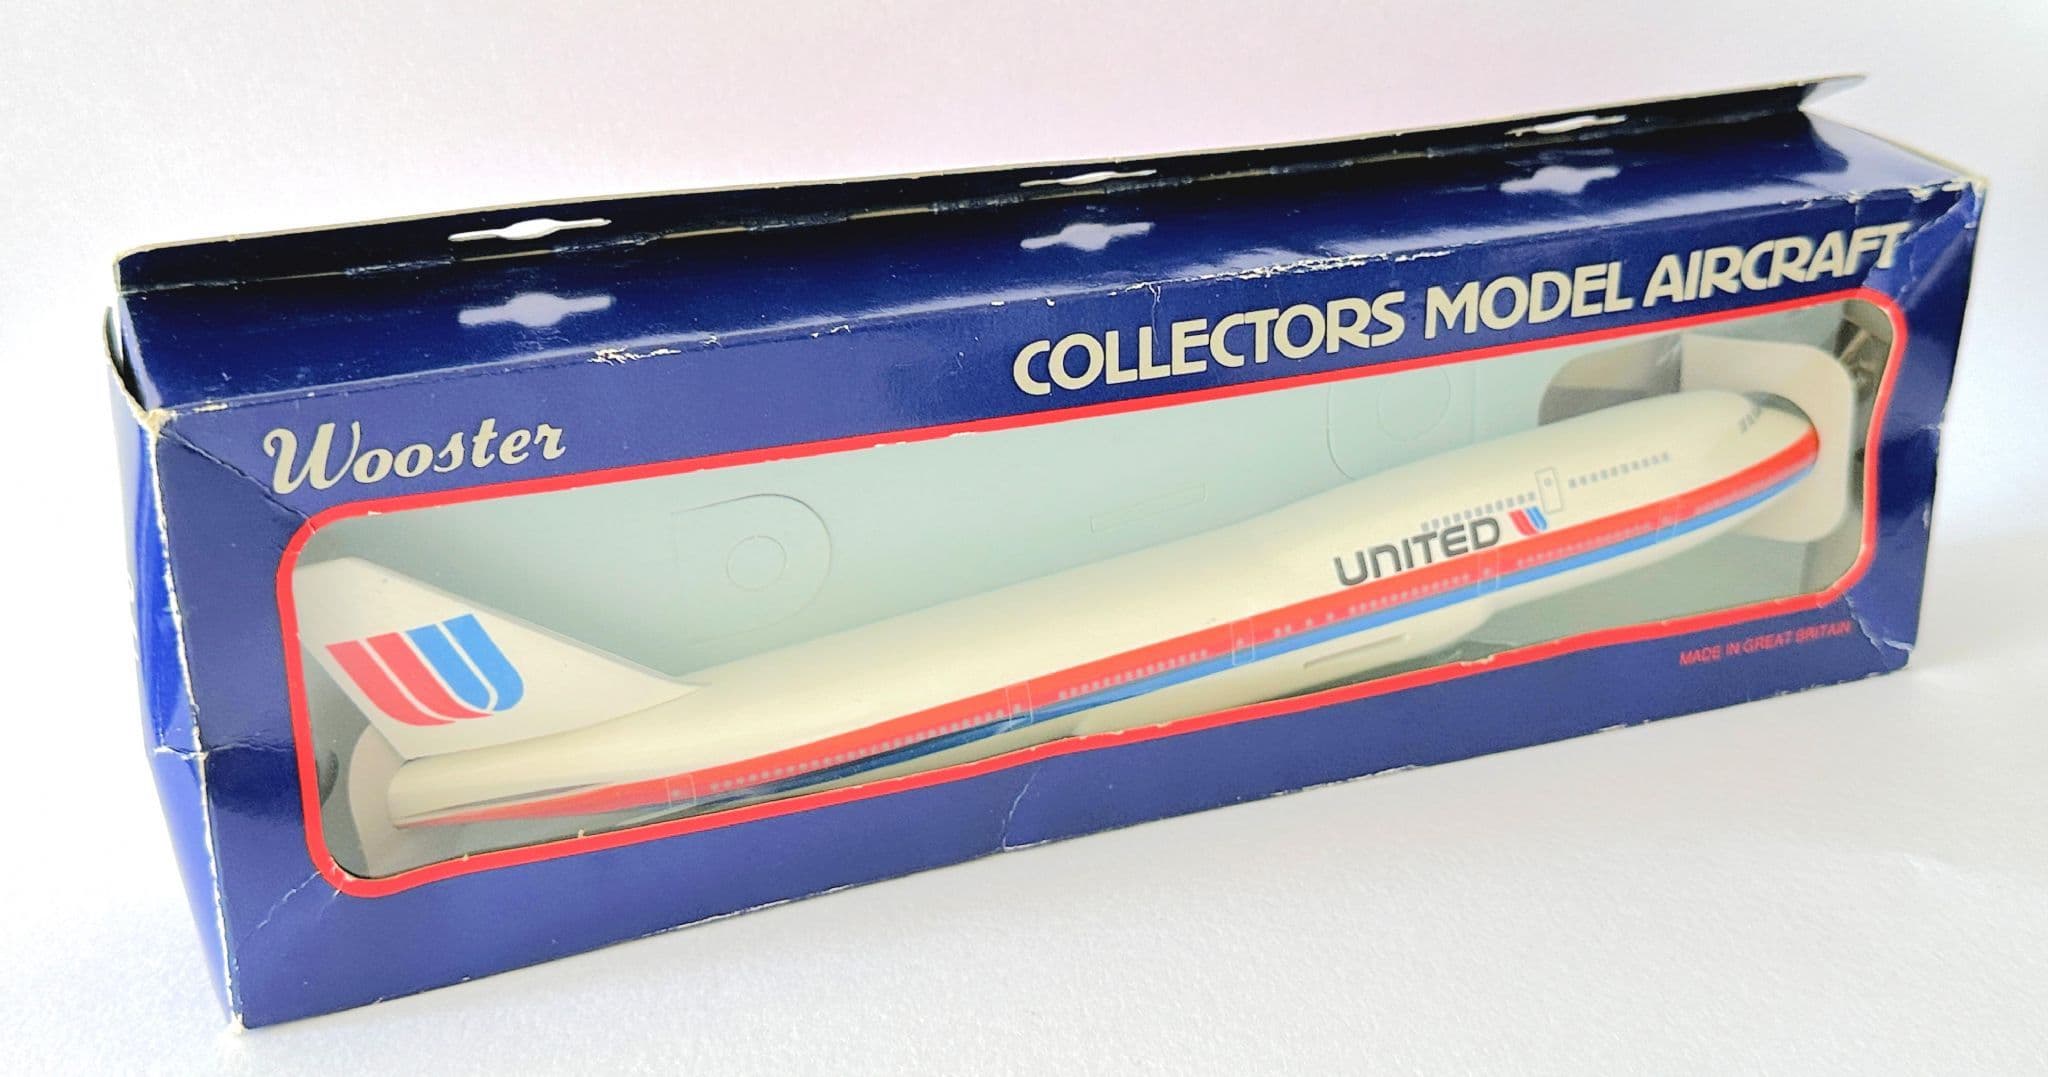 COLLECTORS MODEL AIRCRAFT
Wooster
UNITED
MADE IN GREAT BRITAIN